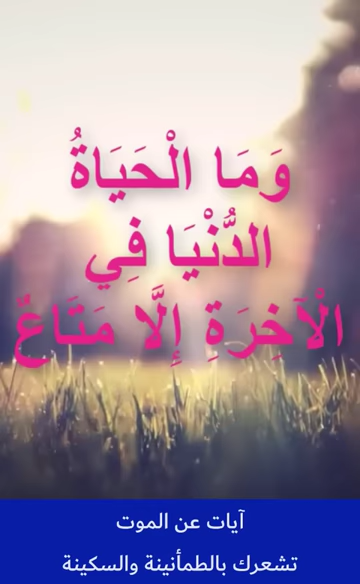 وَمَا الْحَيَاةُ
الدُّنْيَا فِي
الْآخِرَةِ إِلَّا مَتَاعٌ
آيات عن الموت
تشعرك بالطمأنينة والسكينة